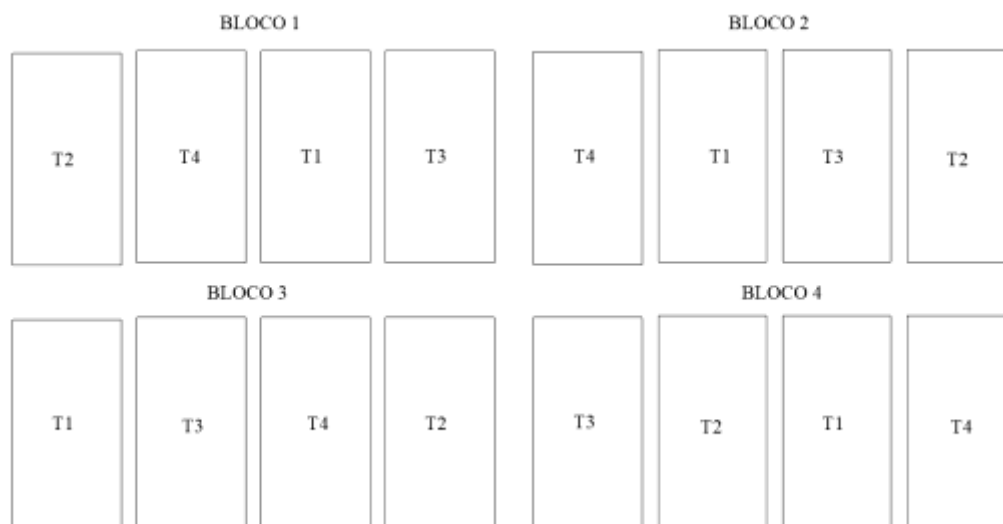 BLOCO 1
T2 T4 T1 T3
BLOCO 2
T4 T1 T3 T2
BLOCO 3
T1 T3 T4 T2
BLOCO 4
T3 T2 T1 T4